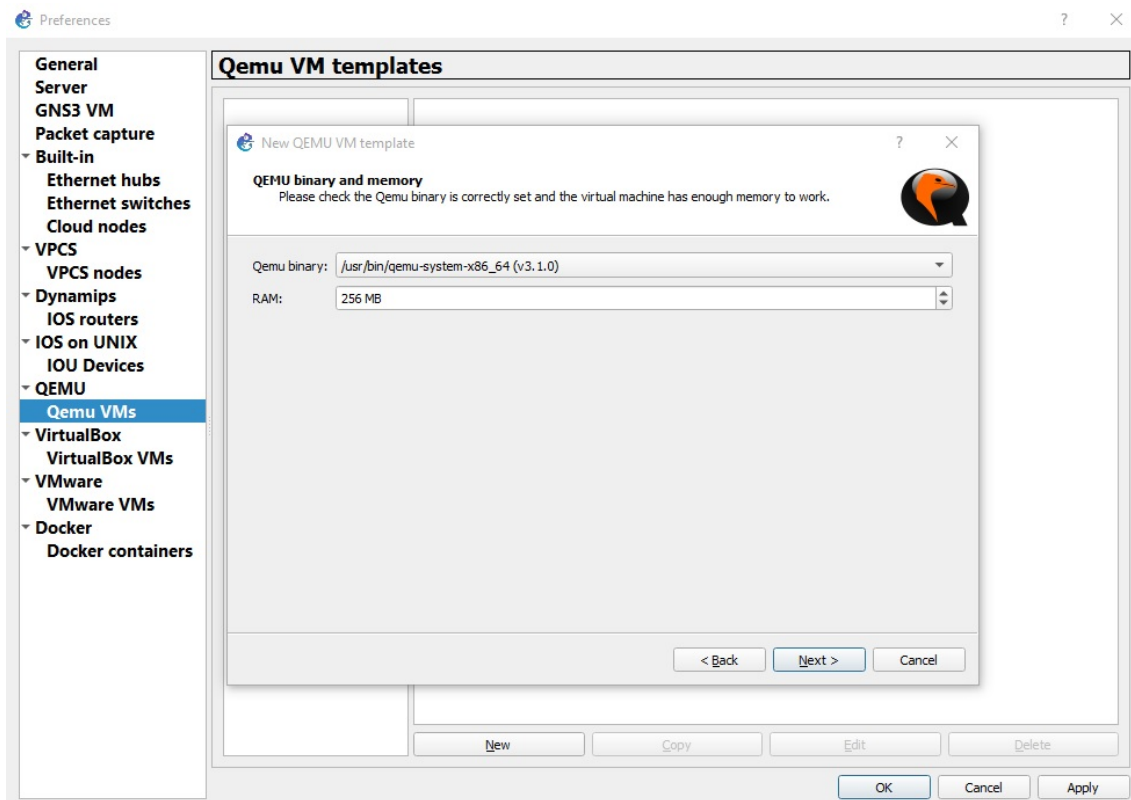 Preferences
?
General
Server
GNS3 VM
Packet capture
Built-in
Ethernet hubs
Ethernet switches
Cloud nodes
VPCS
VPCS nodes
Dynamips
IOS routers
IOS on UNIX
IOU Devices
QEMU
Qemu VMs
VirtualBox
VirtualBox VMs
VMware
VMware VMs
Docker
Docker containers
Qemu VM templates
New QEMU VM template
?
QEMU binary and memory
Please check the Qemu binary is correctly set and the virtual machine has enough memory to work.
Qemu binary: /usr/bin/qemu-system-x86_64 (v3.1.0)
RAM: 256 MB
< Back Next > Cancel
New Copy Edit Delete
OK Cancel Apply